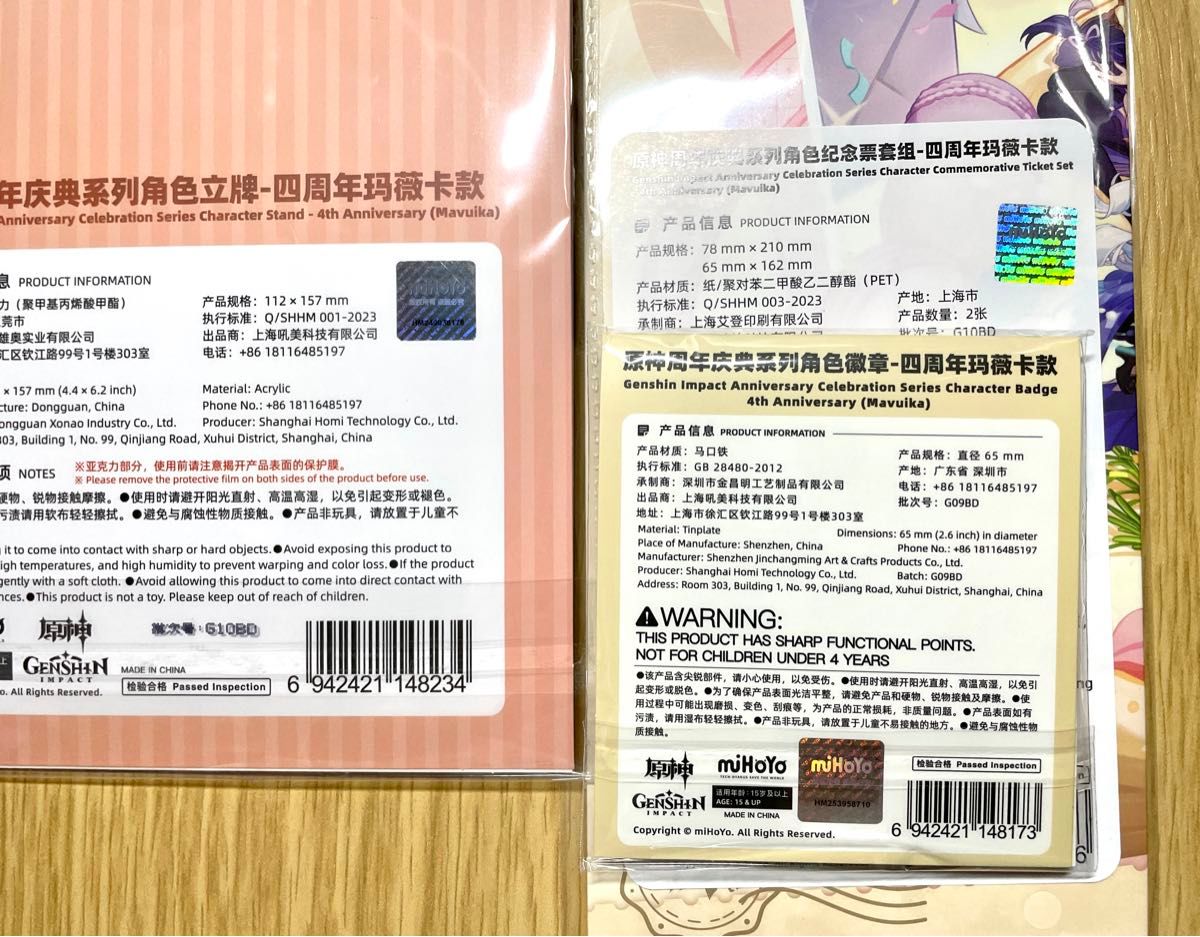 年庆典系列角色立牌-四周年玛薇卡款
Anniversary Celebration Series Character Stand - 4th Anniversary (Mavuika)
息 PRODUCT INFORMATION
力（聚甲基丙烯酸甲酯）
莞市
雄奥实业有限公司
汇区钦江路99号1号楼303室
产品规格：112 × 157 mm
执行标准：Q/SHHM 001-2023
出品商：上海吼美科技有限公司
电话：+86 18116485197
× 157 mm (4.4 × 6.2 inch)
cture: Dongguan, China
ongguan Xonao Industry Co., Ltd.
303, Building 1, No. 99, Qinjiang Road, Xuhui District, Shanghai, China
Material: Acrylic
Phone No.: +86 18116485197
Producer: Shanghai Homi Technology Co., Ltd.
项 NOTES
※亚克力部分，使用前请注意揭开产品表面的保护膜。
※ Please remove the protective film on both sides of the product before use.
硬物、锐物接触摩擦。●使用时请避开阳光直射、高温高湿，以免引起变形或褪色。
污渍请用软布轻轻擦拭。●避免与腐蚀性物质接触。●产品非玩具，请放置于儿童不
g it to come into contact with sharp or hard objects.●Avoid exposing this product to
igh temperatures, and high humidity to prevent warping and color loss.●If the product
gently with a soft cloth. ●Avoid allowing this product to come into direct contact with
nces.●This product is not a toy. Please keep out of reach of children.
原神
批次号：G10BD
GENSHIN
IMPACT
MADE IN CHINA
检验合格 Passed Inspection
o. All Rights Reserved.
6 942421 148234
原神周年庆典系列角色纪念票套组-四周年玛薇卡款
Genshin Impact Anniversary Celebration Series Character Commemorative Ticket Set
4th Anniversary (Mavuika)
产品信息 PRODUCT INFORMATION
产品规格：78 mm × 210 mm
65 mm × 162 mm
产品材质：纸/聚对苯二甲酸乙二醇酯（PET）
执行标准：Q/SHHM 003-2023
承制商：上海艾登印刷有限公司
产地：上海市
产品数量：2张
批次号：G10BD
miHoYo
原神周年庆典系列角色徽章-四周年玛薇卡款
Genshin Impact Anniversary Celebration Series Character Badge
4th Anniversary (Mavuika)
产品信息 PRODUCT INFORMATION
产品材质：马口铁
执行标准：GB 28480-2012
承制商：深圳市金昌明工艺制品有限公司
出品商：上海吼美科技有限公司
地址：上海市徐汇区钦江路99号1号楼303室
产品规格：直径 65 mm
产地：广东省 深圳市
电话：+86 18116485197
批次号：G09BD
Material: Tinplate
Dimensions: 65 mm (2.6 inch) in diameter
Place of Manufacture: Shenzhen, China
Phone No.: +86 18116485197
Manufacturer: Shenzhen Jinchangming Art & Crafts Products Co., Ltd.
Producer: Shanghai Homi Technology Co., Ltd.
Batch: G09BD
Address: Room 303, Building 1, No. 99, Qinjiang Road, Xuhui District, Shanghai, China
WARNING:
THIS PRODUCT HAS SHARP FUNCTIONAL POINTS.
NOT FOR CHILDREN UNDER 4 YEARS
●该产品含尖锐部件，请小心使用，以免受伤。●使用时请避开阳光直射、高温高湿，以免引
起变形或脱色。●为了确保产品表面光洁平整，请避免产品和硬物、锐物接触及摩擦。●使
用过程中可能出现磨损、变色、刮痕等，为产品的正常损耗，非质量问题。●产品表面如有
污渍，请用湿布轻轻擦拭。●产品非玩具，请放置于儿童不易接触的地方。●避免与腐蚀性物
质接触。
原神
GENSHIN
IMPACT
miHoYo
TECH OTAKUS SAVE THE WORLD
适用年龄：15岁及以上
AGE: 15 & UP
MADE IN CHINA
miHoYo
HM253958710
检验合格 Passed Inspection
Copyright © miHoYo. All Rights Reserved.
6 942421 148173
ng
6